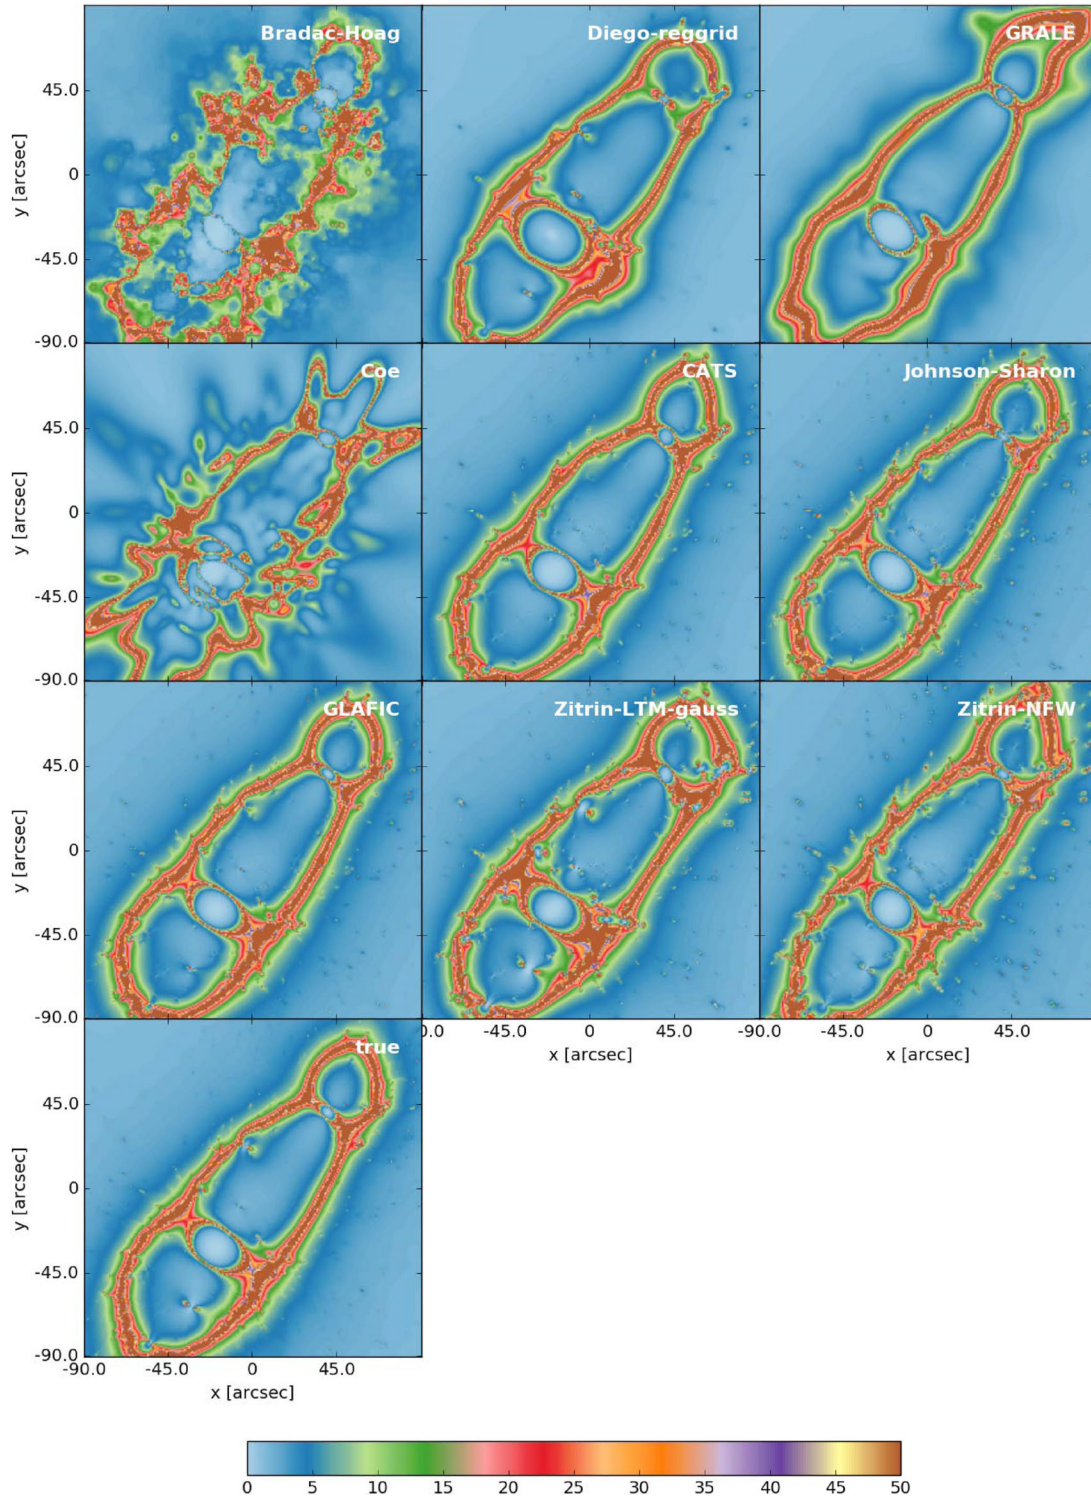 Bradac-Hoag
Diego-reggrid
GRALE
45.0
0
-45.0
-90.0
y [arcsec]
Coe
CATS
Johnson-Sharon
45.0
0
-45.0
-90.0
y [arcsec]
GLAFIC
Zitrin-LTM-gauss
Zitrin-NFW
45.0
0
-45.0
-90.0
y [arcsec]
0.0 -45.0 0 45.0 -90.0 -45.0 0 45.0
x [arcsec]
x [arcsec]
true
45.0
0
-45.0
-90.0
y [arcsec]
-90.0 -45.0 0 45.0
x [arcsec]
0 5 10 15 20 25 30 35 40 45 50